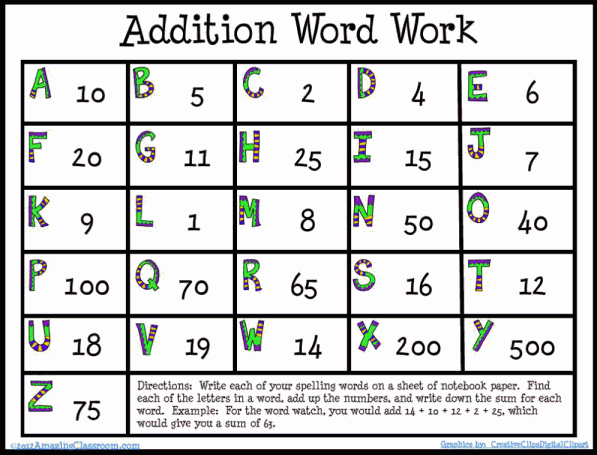 Addition Word Work
A 10 B 5 C 2 D 4 E 6
F 20 G 11 H 25 I 15 J 7
K 9 L 1 M 8 N 50 O 40
P 100 Q 70 R 65 S 16 T 12
U 18 V 19 W 14 X 200 Y 500
Z 75
Directions: Write each of your spelling words on a sheet of notebook paper. Find
each of the letters in a word, add up the numbers, and write down the sum for each
word. Example: For the word watch, you would add 14 + 10 + 12 + 2 + 25, which
would give you a sum of 63.
©2012AmazingClassroom.com
Graphics by: CreativeClipsDigitalClipart